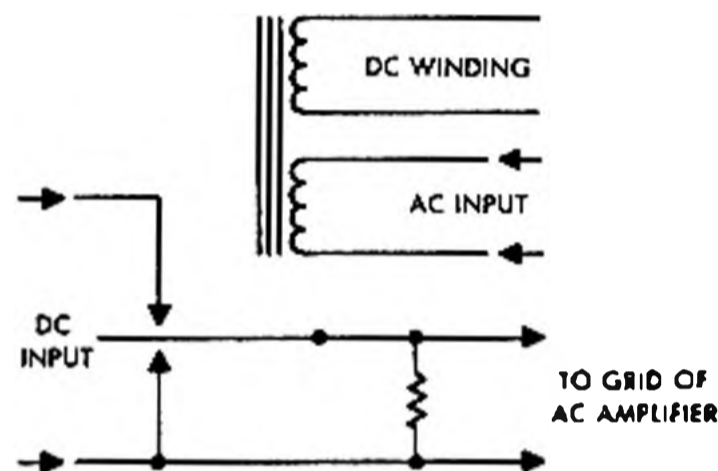 DC WINDING
AC INPUT
DC
INPUT
TO GRID OF
AC AMPLIFIER